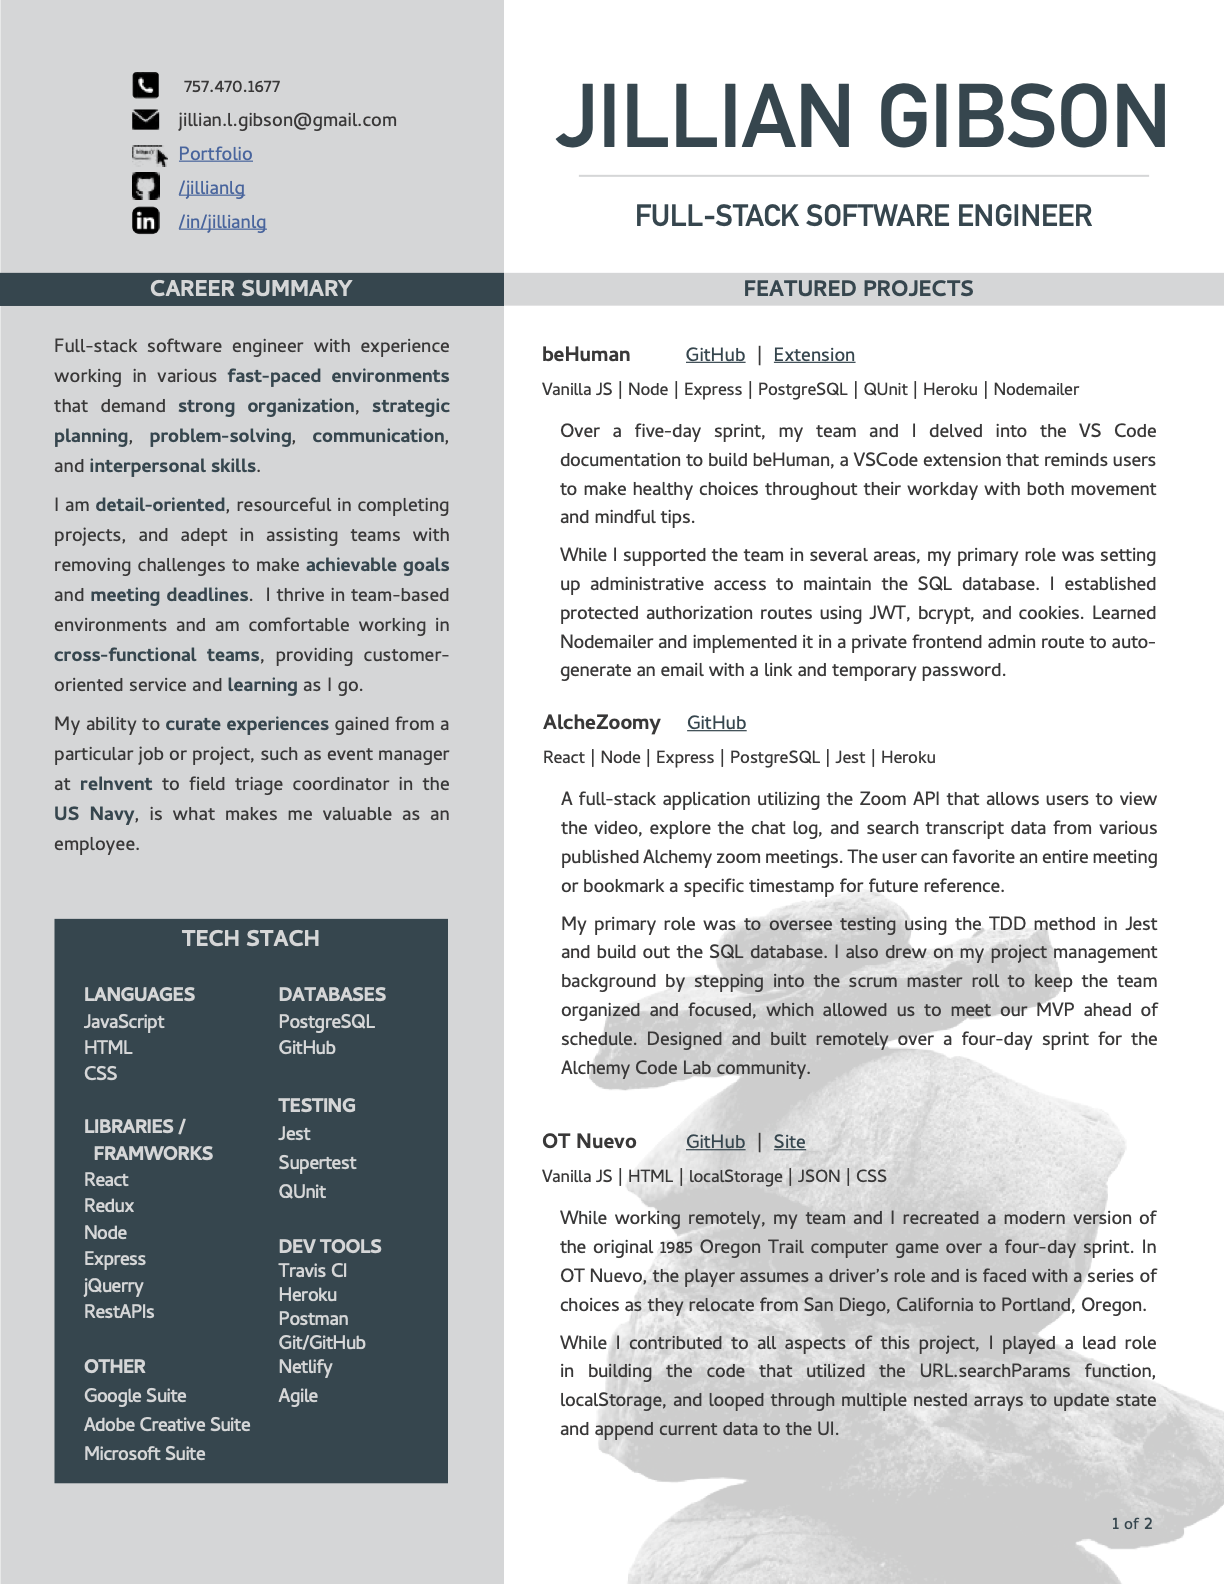 757.470.1677
jillian.l.gibson@gmail.com
Portfolio
/jillianlg
/in/jillianlg
JILLIAN GIBSON
FULL-STACK SOFTWARE ENGINEER
CAREER SUMMARY
Full-stack software engineer with experience
working in various fast-paced environments
that demand strong organization, strategic
planning, problem-solving, communication,
and interpersonal skills.
I am detail-oriented, resourceful in completing
projects, and adept in assisting teams with
removing challenges to make achievable goals
and meeting deadlines. I thrive in team-based
environments and am comfortable working in
cross-functional teams, providing customer-
oriented service and learning as I go.
My ability to curate experiences gained from a
particular job or project, such as event manager
at reInvent to field triage coordinator in the
US Navy, is what makes me valuable as an
employee.
TECH STACH
LANGUAGES
JavaScript
HTML
CSS
LIBRARIES /
FRAMWORKS
React
Redux
Node
Express
jQuerry
RestAPIs
OTHER
Google Suite
Adobe Creative Suite
Microsoft Suite
DATABASES
PostgreSQL
GitHub
TESTING
Jest
Supertest
QUnit
DEV TOOLS
Travis CI
Heroku
Postman
Git/GitHub
Netlify
Agile
FEATURED PROJECTS
beHuman GitHub | Extension
Vanilla JS | Node | Express | PostgreSQL | QUnit | Heroku | Nodemailer
Over a five-day sprint, my team and I delved into the VS Code
documentation to build beHuman, a VSCode extension that reminds users
to make healthy choices throughout their workday with both movement
and mindful tips.
While I supported the team in several areas, my primary role was setting
up administrative access to maintain the SQL database. I established
protected authorization routes using JWT, bcrypt, and cookies. Learned
Nodemailer and implemented it in a private frontend admin route to auto-
generate an email with a link and temporary password.
AlcheZoomy GitHub
React | Node | Express | PostgreSQL | Jest | Heroku
A full-stack application utilizing the Zoom API that allows users to view
the video, explore the chat log, and search transcript data from various
published Alchemy zoom meetings. The user can favorite an entire meeting
or bookmark a specific timestamp for future reference.
My primary role was to oversee testing using the TDD method in Jest
and build out the SQL database. I also drew on my project management
background by stepping into the scrum master roll to keep the team
organized and focused, which allowed us to meet our MVP ahead of
schedule. Designed and built remotely over a four-day sprint for the
Alchemy Code Lab community.
OT Nuevo GitHub | Site
Vanilla JS | HTML | localStorage | JSON | CSS
While working remotely, my team and I recreated a modern version of
the original 1985 Oregon Trail computer game over a four-day sprint. In
OT Nuevo, the player assumes a driver's role and is faced with a series of
choices as they relocate from San Diego, California to Portland, Oregon.
While I contributed to all aspects of this project, I played a lead role
in building the code that utilized the URL.searchParams function,
localStorage, and looped through multiple nested arrays to update state
and append current data to the UI.
1 of 2